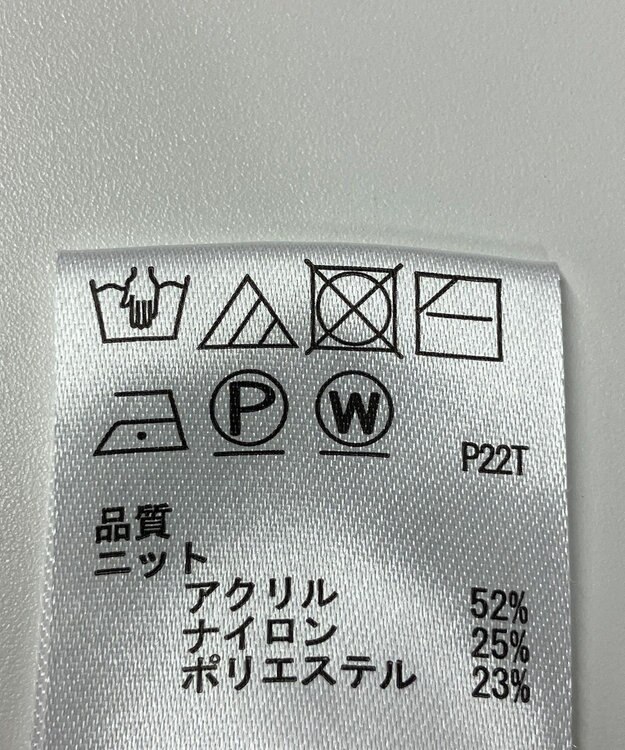 P W
P22T
品質
ニット
アクリル 52%
ナイロン 25%
ポリエステル 23%